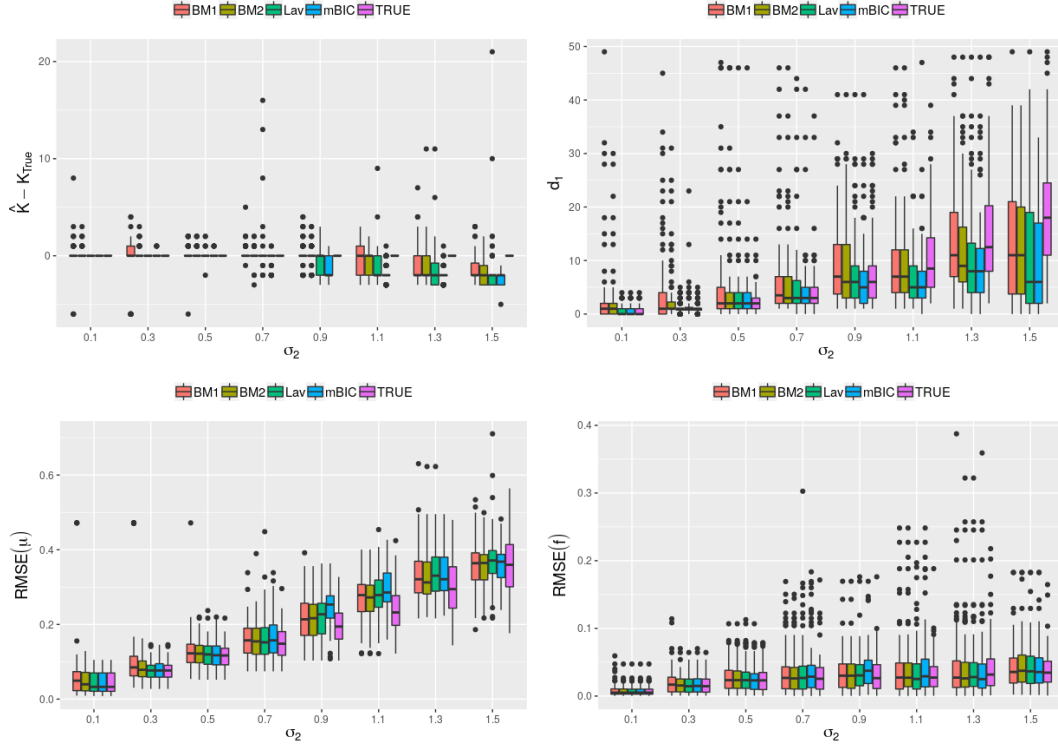 BM1 BM2 Lav mBIC TRUE
20
10
0
K̂ − K_True
0.1 0.3 0.5 0.7 0.9 1.1 1.3 1.5
σ₂
BM1 BM2 Lav mBIC TRUE
50
40
30
20
10
0
d₁
0.1 0.3 0.5 0.7 0.9 1.1 1.3 1.5
σ₂
BM1 BM2 Lav mBIC TRUE
0.6
0.4
0.2
0.0
RMSE(μ)
0.1 0.3 0.5 0.7 0.9 1.1 1.3 1.5
σ₂
BM1 BM2 Lav mBIC TRUE
0.4
0.3
0.2
0.1
0.0
RMSE(f)
0.1 0.3 0.5 0.7 0.9 1.1 1.3 1.5
σ₂